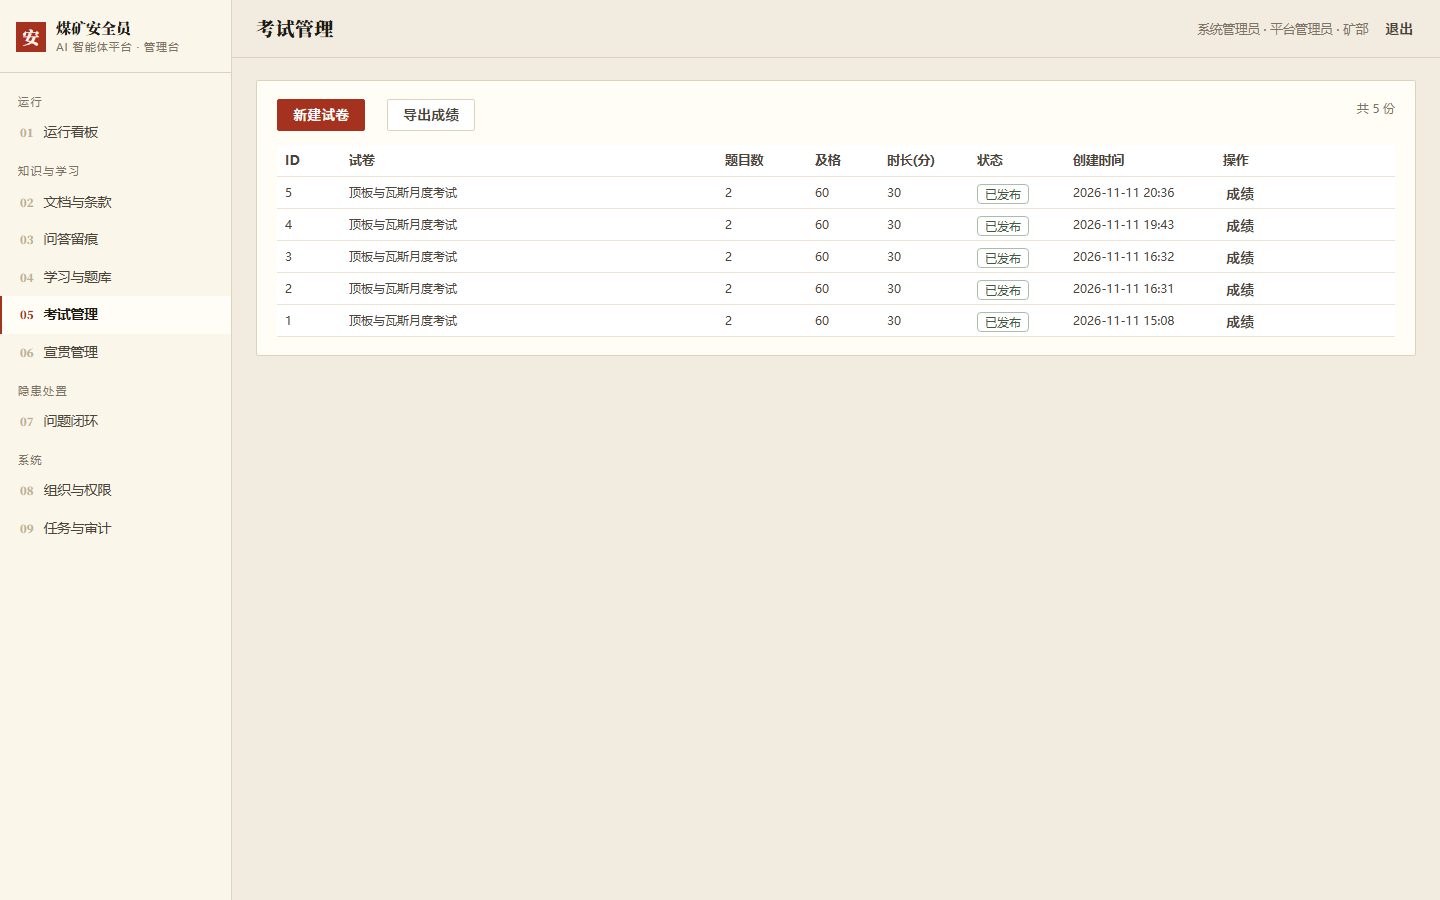 安
煤矿安全员
AI 智能体平台 · 管理台
运行
01 运行看板
知识与学习
02 文档与条款
03 问答留痕
04 学习与题库
05 考试管理
06 宣贯管理
隐患处置
07 问题闭环
系统
08 组织与权限
09 任务与审计
考试管理
系统管理员 · 平台管理员 · 矿部 退出
新建试卷 导出成绩 共 5 份
ID 试卷 题目数 及格 时长(分) 状态 创建时间 操作
5 顶板与瓦斯月度考试 2 60 30 已发布 2026-11-11 20:36 成绩
4 顶板与瓦斯月度考试 2 60 30 已发布 2026-11-11 19:43 成绩
3 顶板与瓦斯月度考试 2 60 30 已发布 2026-11-11 16:32 成绩
2 顶板与瓦斯月度考试 2 60 30 已发布 2026-11-11 16:31 成绩
1 顶板与瓦斯月度考试 2 60 30 已发布 2026-11-11 15:08 成绩